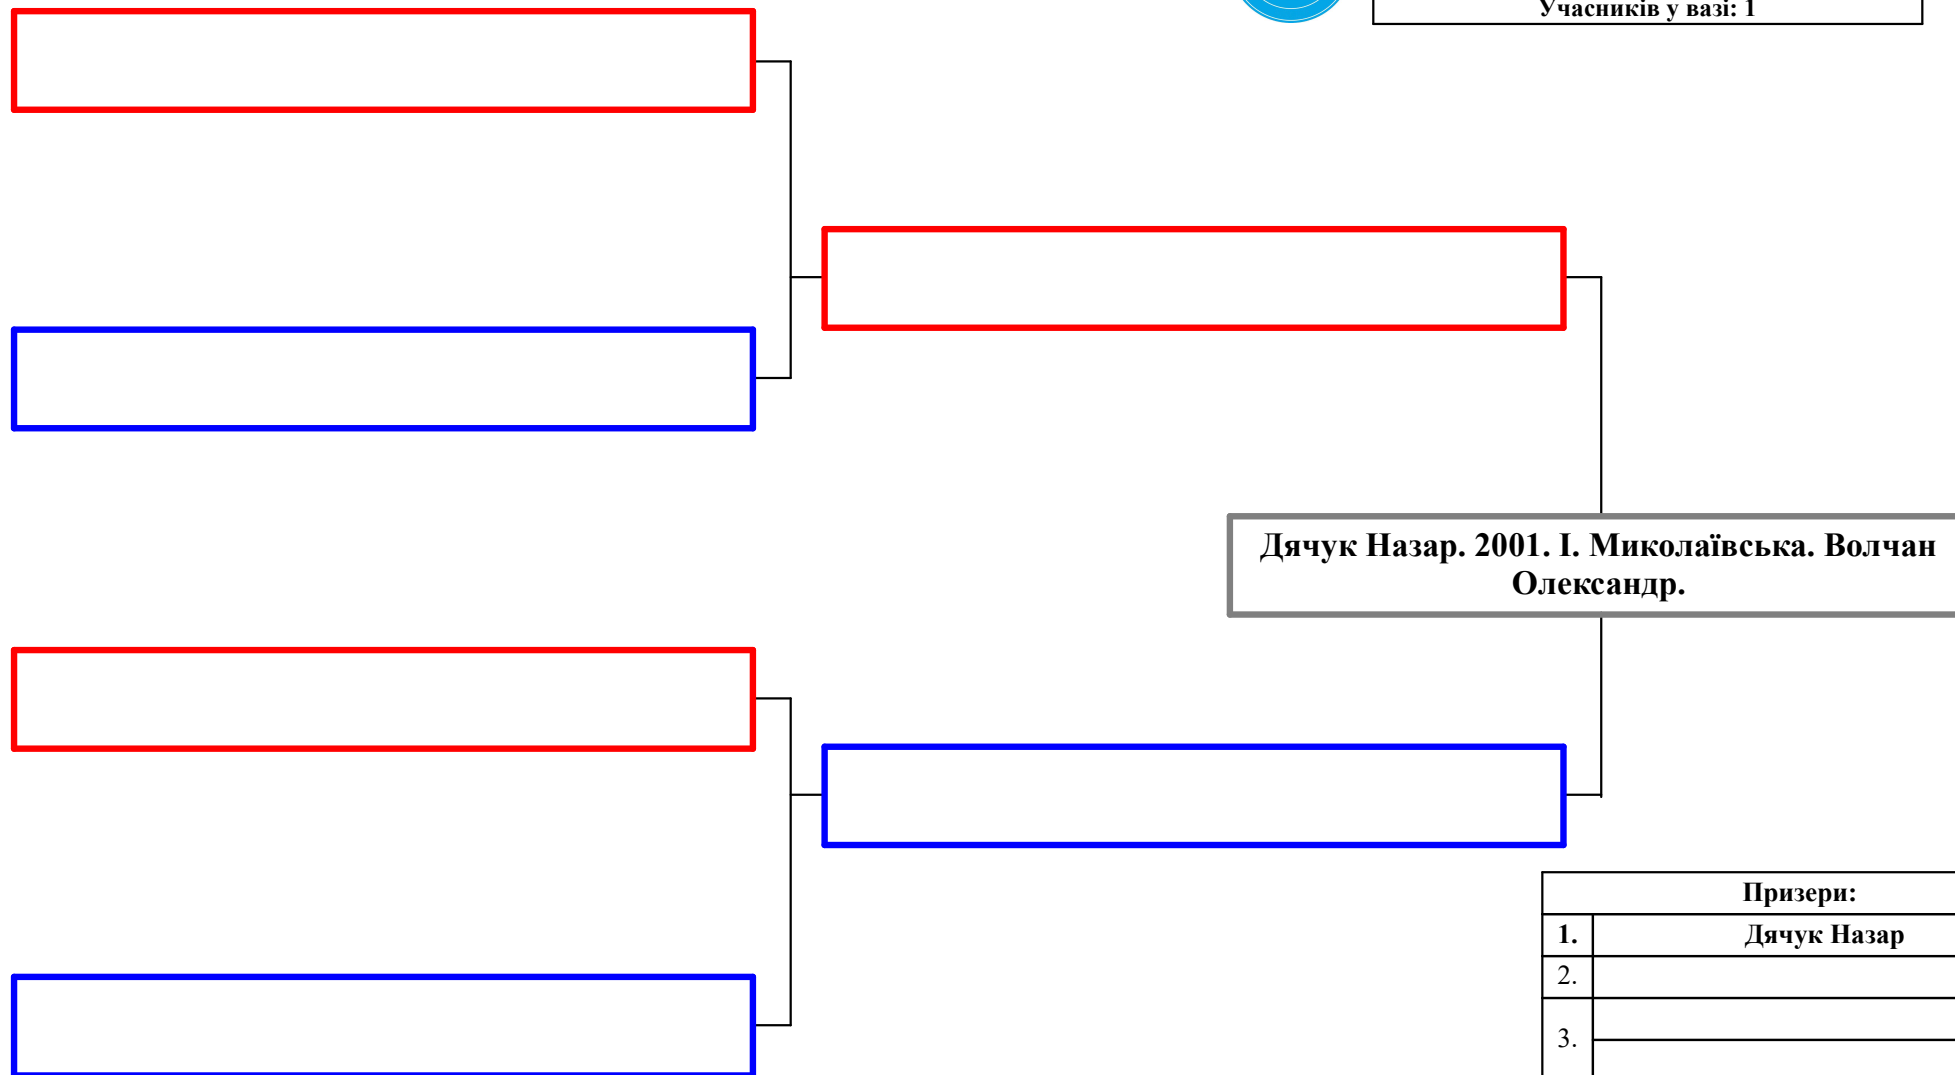 Учасників у вазі: 1
Дячук Назар. 2001. І. Миколаївська. Волчан
Олександр.
Призери:
1. Дячук Назар
2.
3.